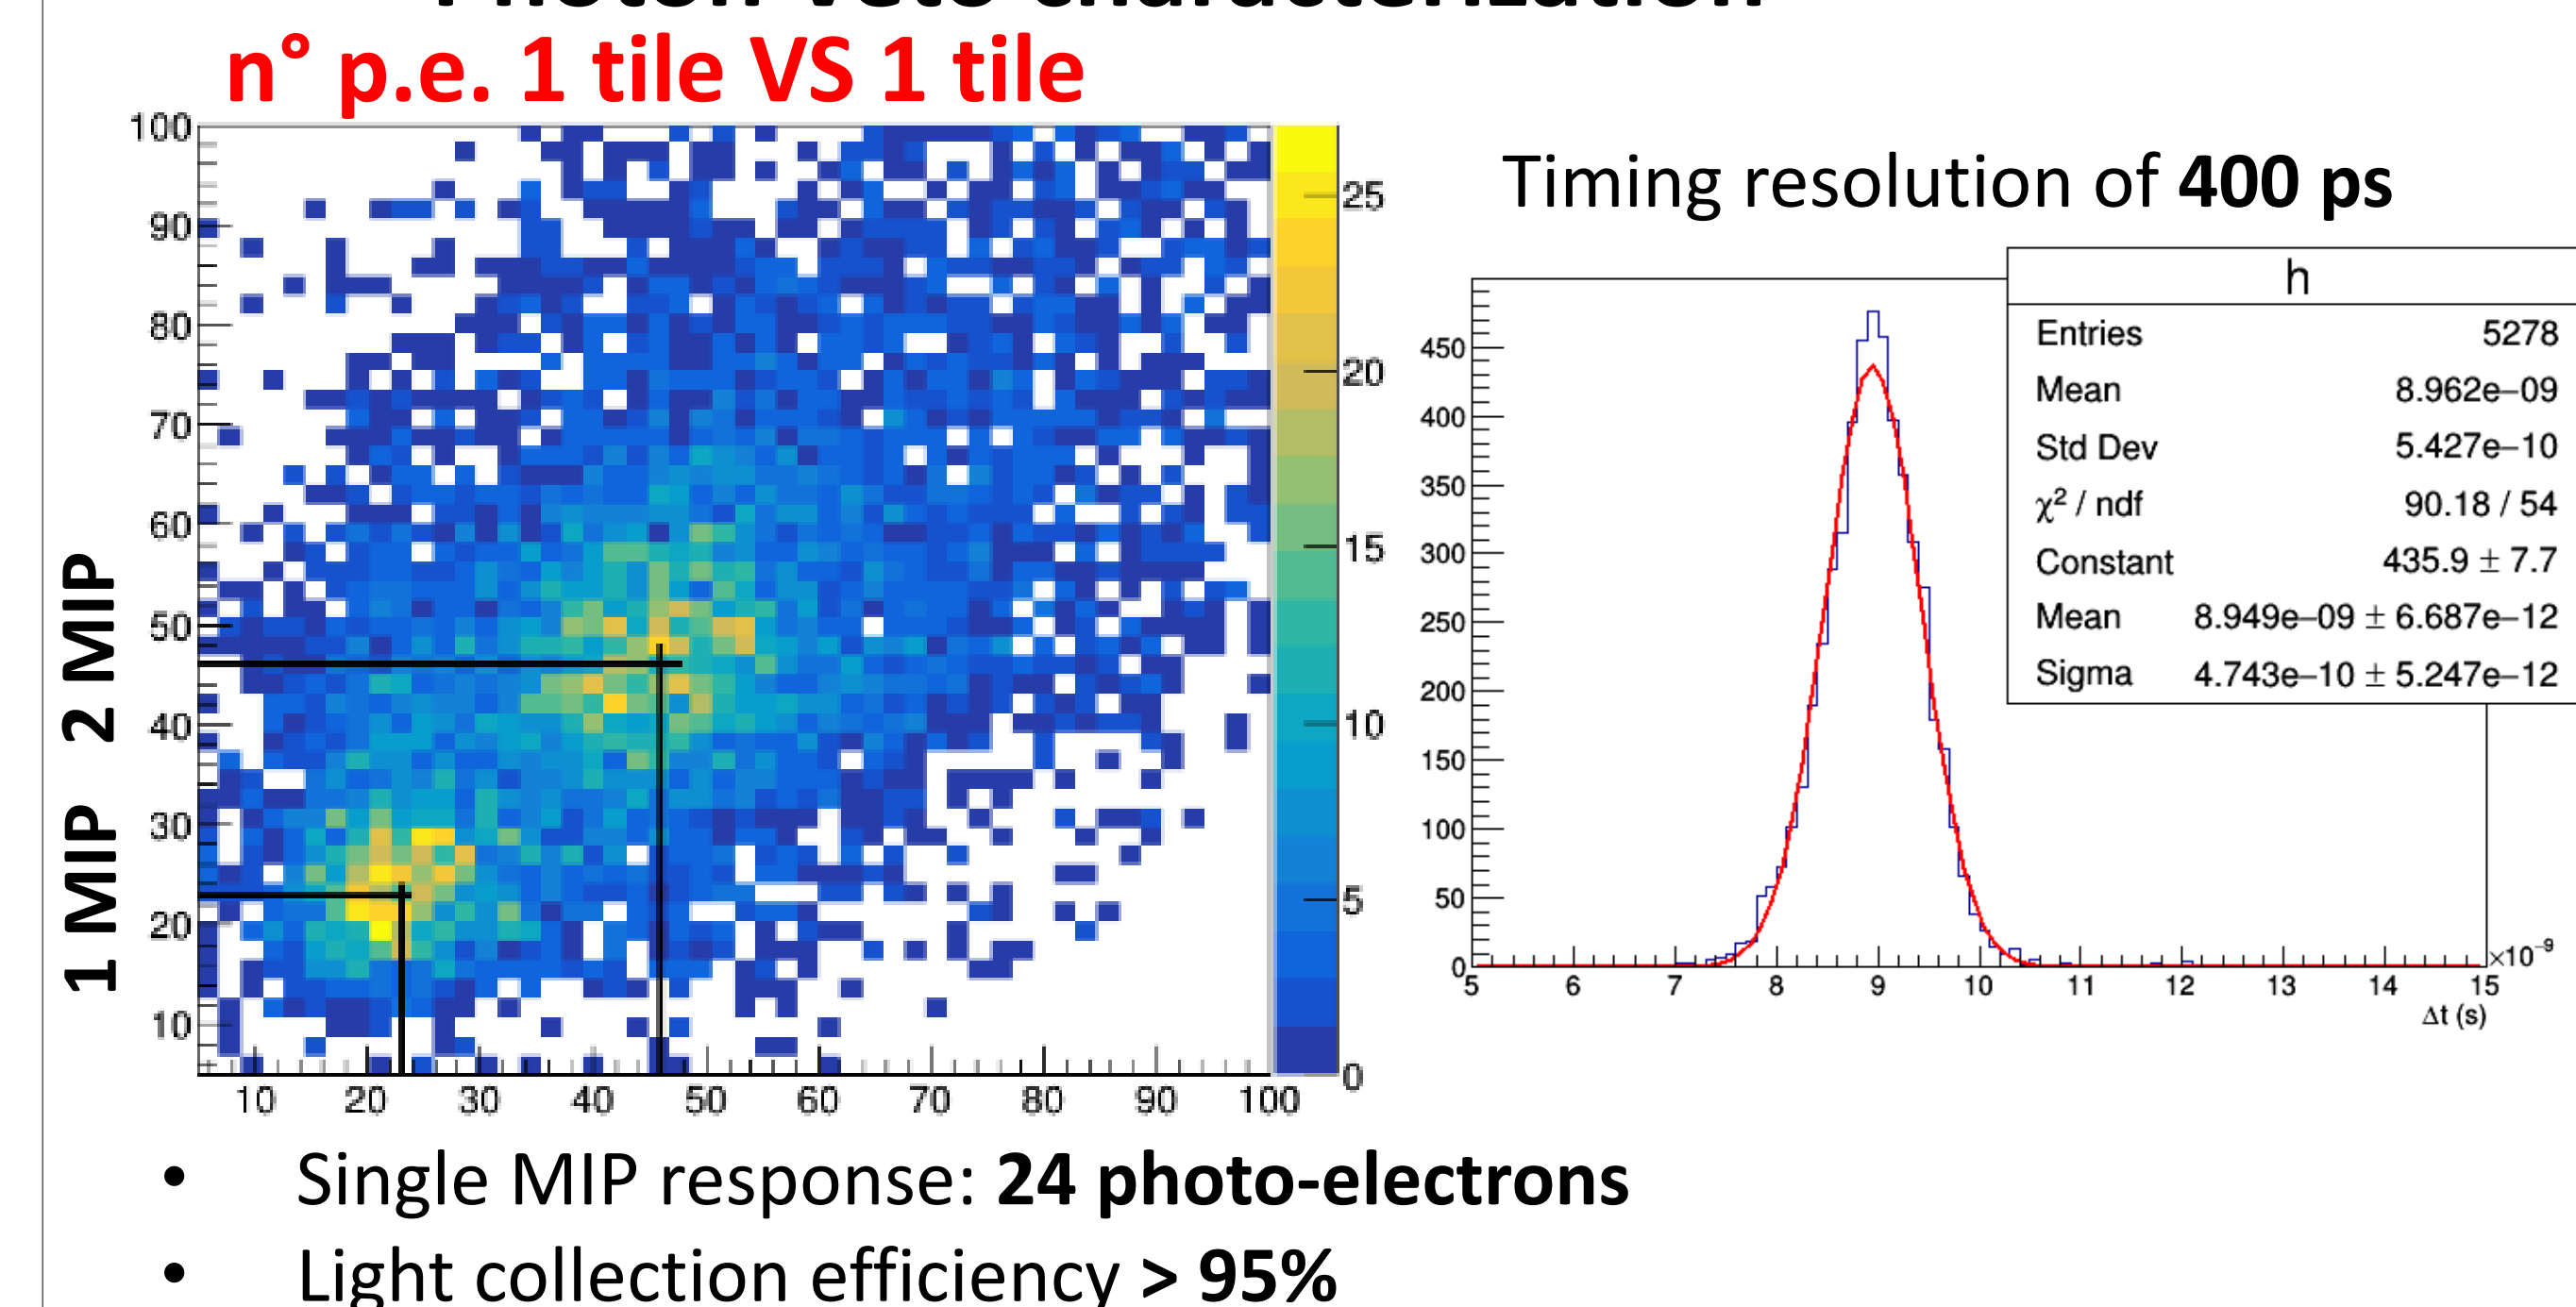 Photon veto characterization
n° p.e. 1 tile VS 1 tile
100
90
80
70
60
50
40
30
20
10
10 20 30 40 50 60 70 80 90 100
25
20
15
10
5
0
1 MIP 2 MIP
Timing resolution of 400 ps
h
Entries 5278
Mean 8.962e−09
Std Dev 5.427e−10
χ² / ndf 90.18 / 54
Constant 435.9 ± 7.7
Mean 8.949e−09 ± 6.687e−12
Sigma 4.743e−10 ± 5.247e−12
450
400
350
300
250
200
150
100
50
0
5 6 7 8 9 10 11 12 13 14 15
×10⁻⁹
Δt (s)
• Single MIP response: 24 photo-electrons
• Light collection efficiency > 95%